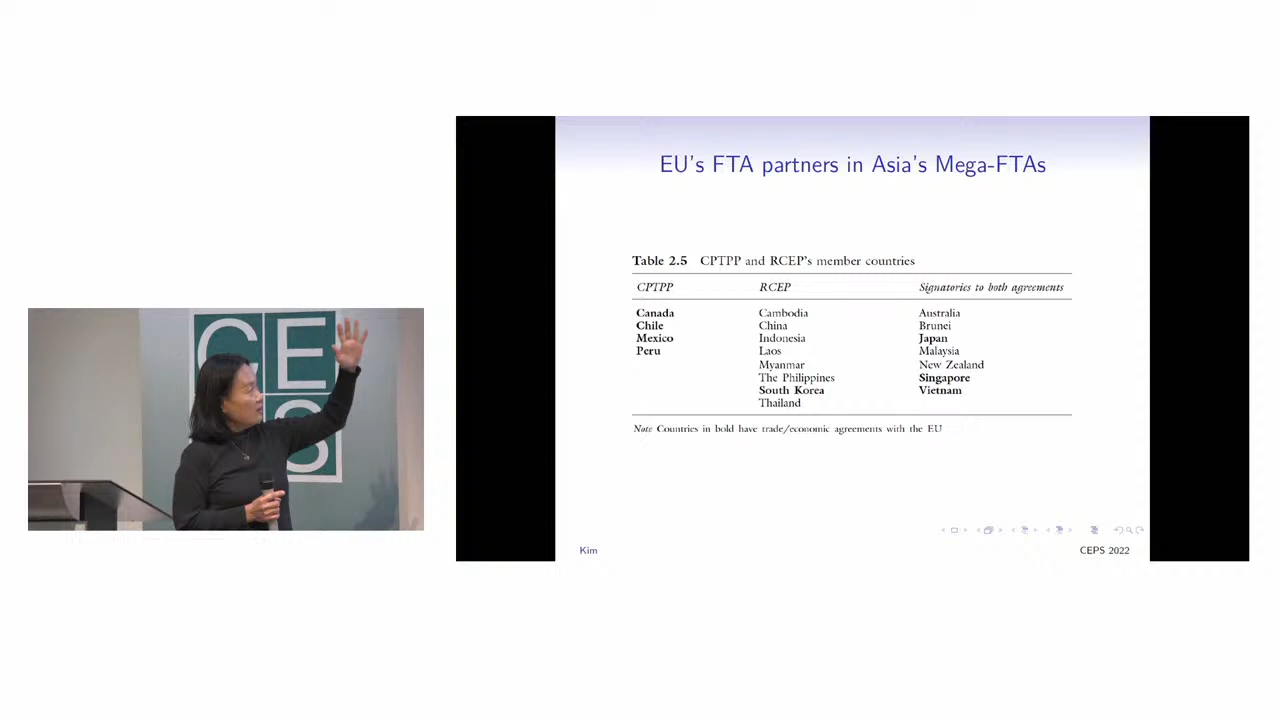 CE
S
EU's FTA partners in Asia's Mega-FTAs
Table 2.5 CPTPP and RCEP's member countries
CPTPP RCEP Signatories to both agreements
Canada Cambodia Australia
Chile China Brunei
Mexico Indonesia Japan
Peru Laos Malaysia
Myanmar New Zealand
The Philippines Singapore
South Korea Vietnam
Thailand
Note Countries in bold have trade/economic agreements with the EU
Kim CEPS 2022